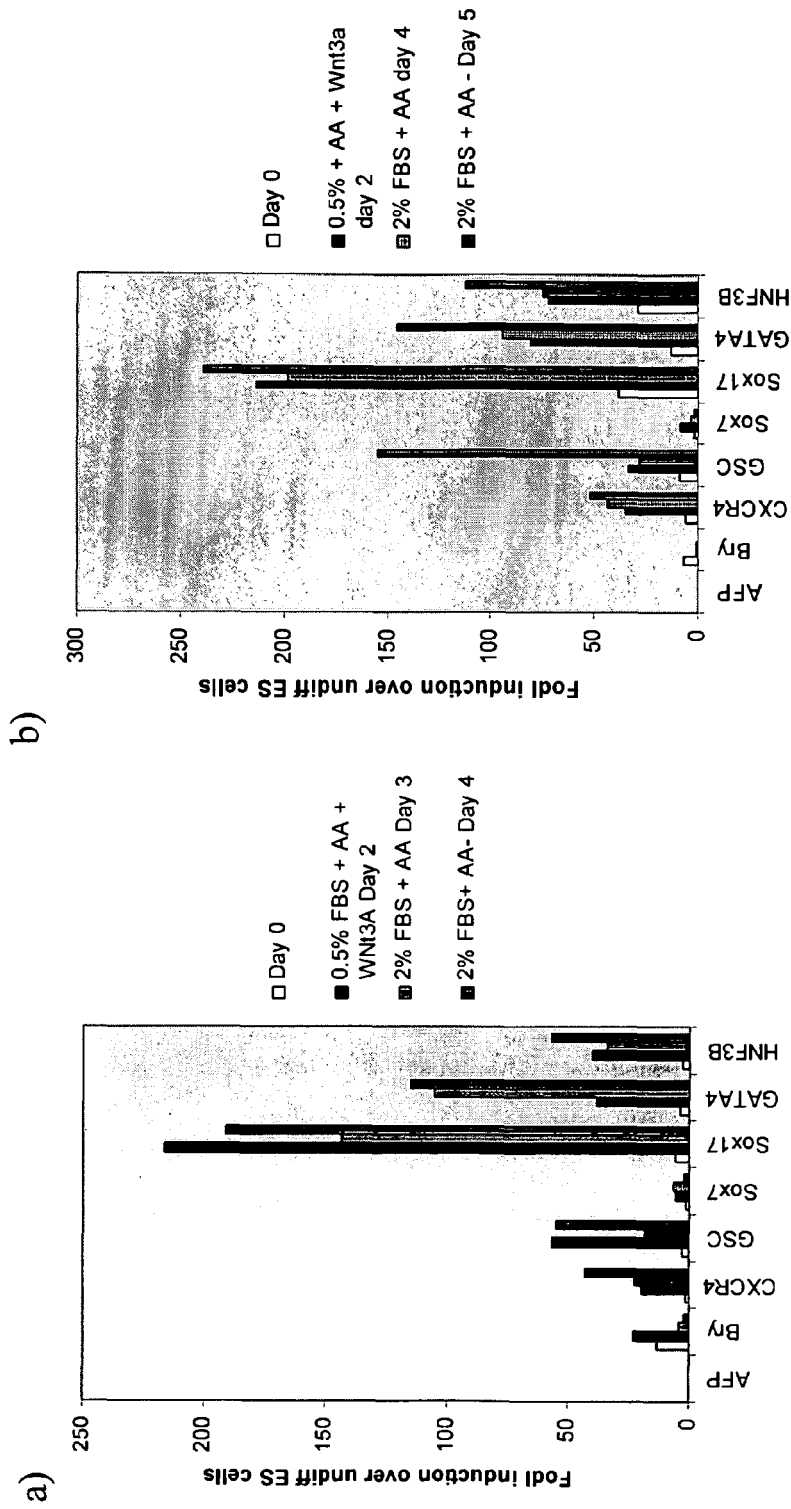 a)
Fodl induction over undiff ES cells
250
200
150
100
50
0
AFP
Bry
CXCR4
GSC
Sox7
Sox17
GATA4
HNF3B
Day 0
0.5% FBS + AA +
WNt3A Day 2
2% FBS + AA Day 3
2% FBS+ AA- Day 4
b)
Fodl induction over undiff ES cells
300
250
200
150
100
50
0
AFP
Bry
CXCR4
GSC
Sox7
Sox17
GATA4
HNF3B
Day 0
0.5% + AA + Wnt3a
day 2
2% FBS + AA day 4
2% FBS + AA - Day 5